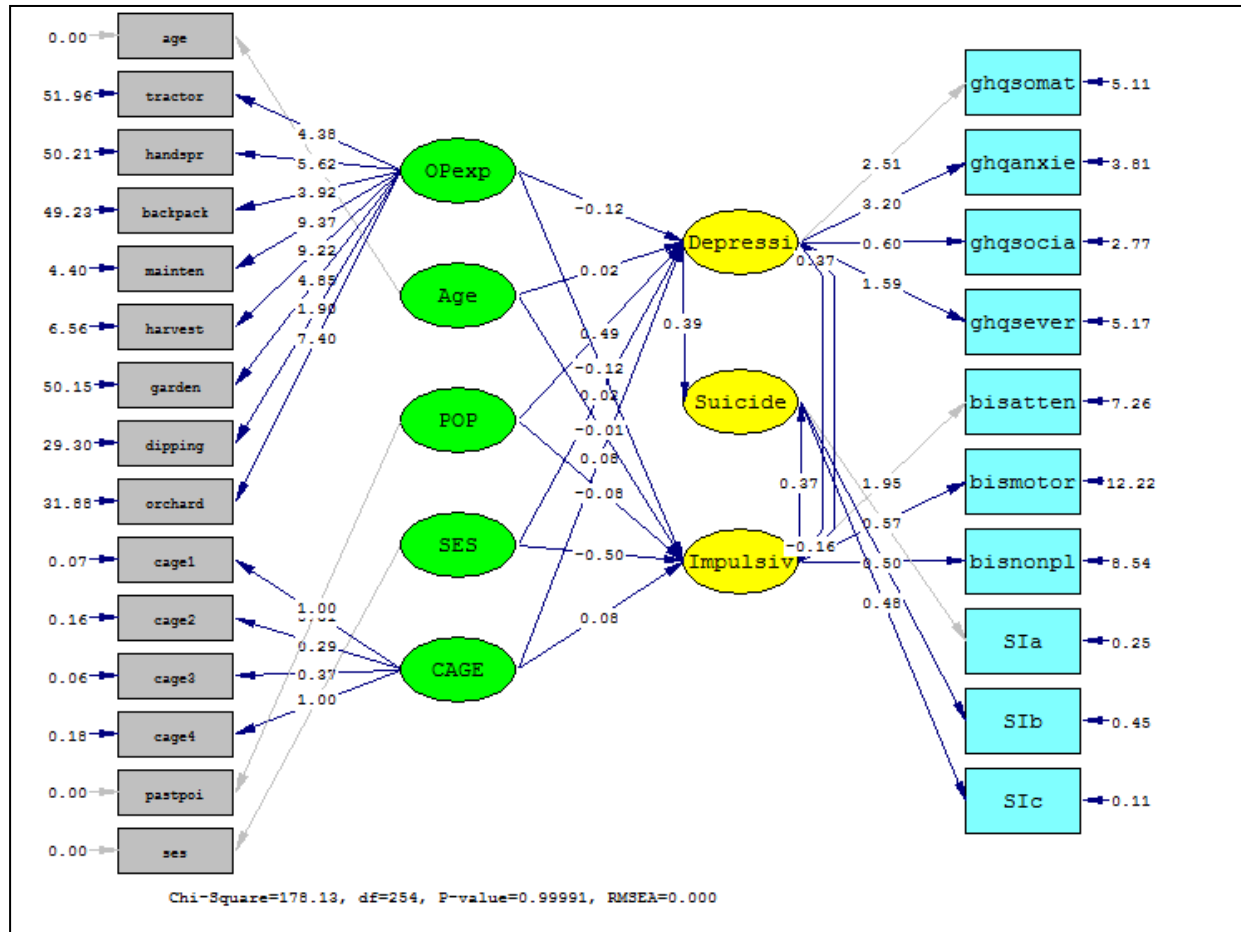 0.00 age
51.96 tractor
50.21 handspr
49.23 backpack
4.40 mainten
6.56 harvest
50.15 garden
29.30 dipping
31.88 orchard
0.07 cage1
0.16 cage2
0.06 cage3
0.18 cage4
0.00 pastpoi
0.00 ses
4.38
5.62
3.92
9.37
9.22
4.85
1.90
7.40
1.00
0.29
0.37
1.00
OPexp
Age
POP
SES
CAGE
-0.12
0.02
0.49
-0.12
0.02
-0.01
0.08
-0.08
-0.50
0.08
Depressi
Suicide
Impulsiv
0.39
0.37
0.37
-0.16
2.51
3.20
0.60
1.59
1.95
0.57
0.50
0.48
ghqsomat 5.11
ghqanxie 3.81
ghqsocia 2.77
ghqsever 5.17
bisatten 7.26
bismotor 12.22
bisnonpl 8.54
SIa 0.25
SIb 0.45
SIc 0.11
Chi-Square=178.13, df=254, P-value=0.99991, RMSEA=0.000